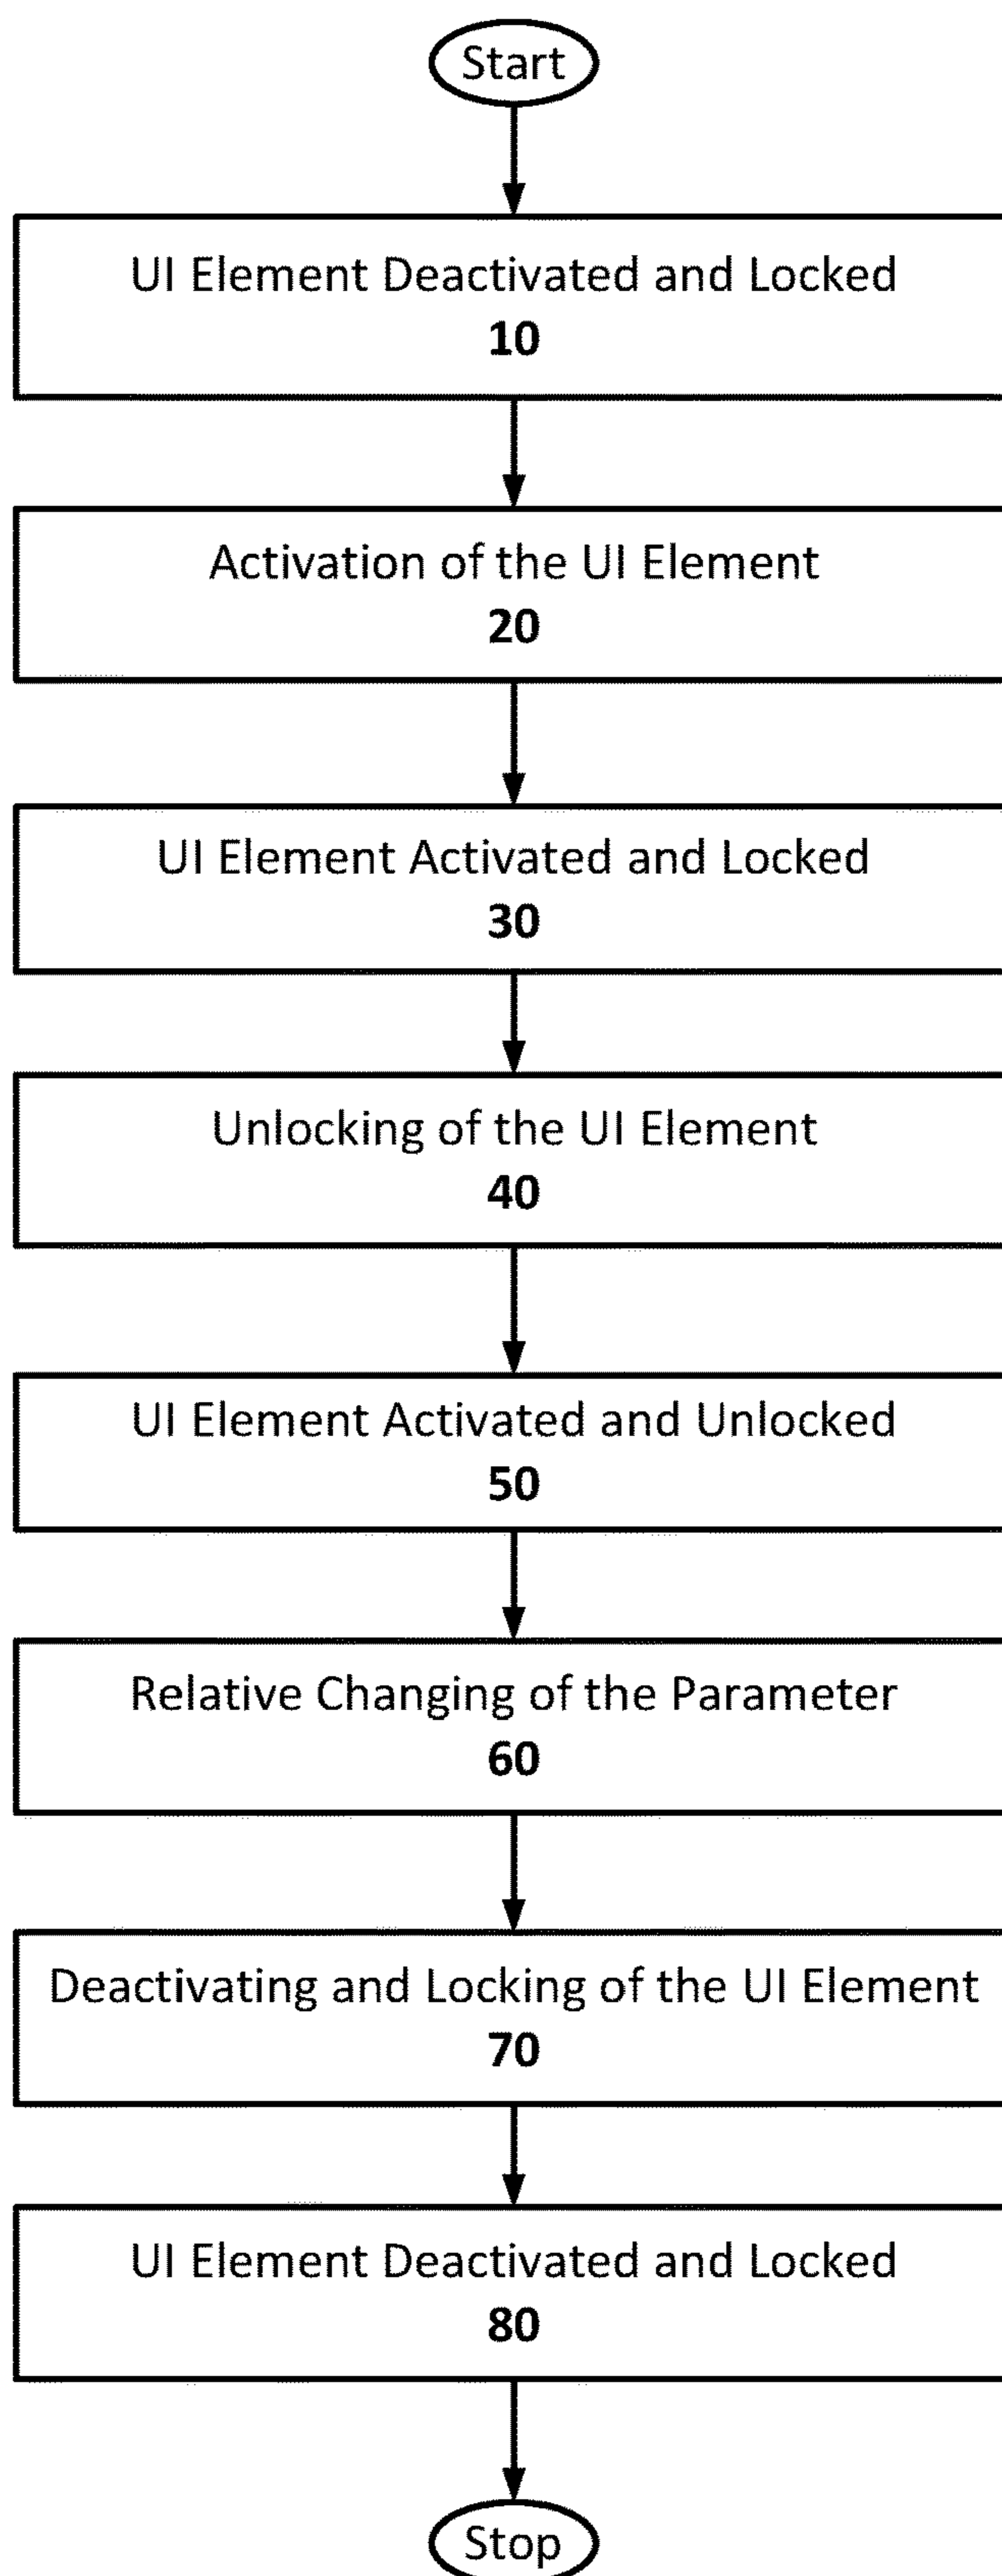 Start
UI Element Deactivated and Locked
10
Activation of the UI Element
20
UI Element Activated and Locked
30
Unlocking of the UI Element
40
UI Element Activated and Unlocked
50
Relative Changing of the Parameter
60
Deactivating and Locking of the UI Element
70
UI Element Deactivated and Locked
80
Stop